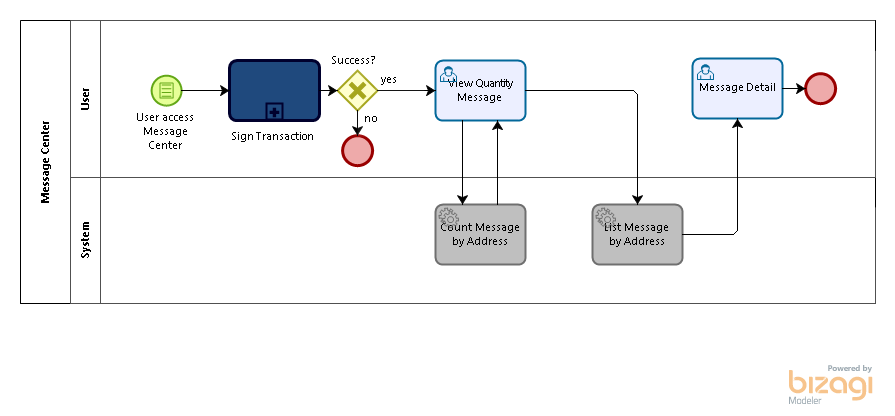 Message Center
User
System
User access
Message
Center
Sign Transaction
Success?
yes
no
View Quantity
Message
Message Detail
Count Message
by Address
List Message
by Address
Powered by
bizagi
Modeler